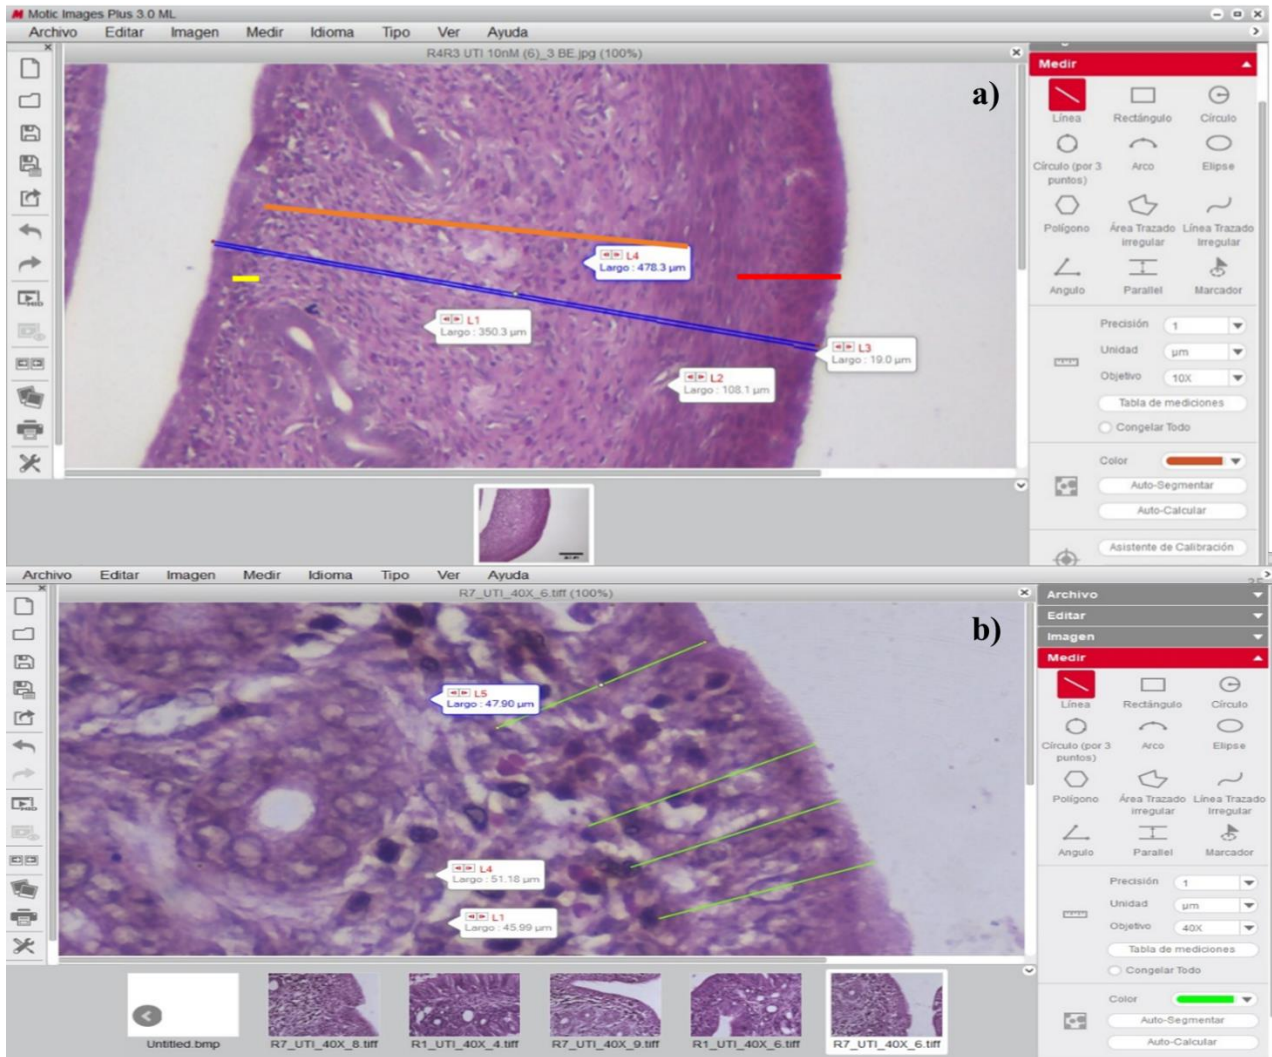 Motic Images Plus 3.0 ML
Archivo Editar Imagen Medir Idioma Tipo Ver Ayuda
R4R3 UTI 10nM (6)_3 BE.jpg (100%)
a)
L4
Largo : 478.3 µm
L1
Largo : 350.3 µm
L3
Largo : 19.0 µm
L2
Largo : 108.1 µm
Medir
Línea Rectángulo Círculo
Círculo (por 3 puntos) Arco Elipse
Polígono Área Trazado irregular Línea Trazado Irregular
Angulo Parallel Marcador
Precisión 1
Unidad µm
Objetivo 10X
Tabla de mediciones
Congelar Todo
Color
Auto-Segmentar
Auto-Calcular
Asistente de Calibración
Archivo Editar Imagen Medir Idioma Tipo Ver Ayuda
R7_UTI_40X_6.tiff (100%)
b)
L5
Largo : 47.90 µm
L4
Largo : 51.18 µm
L1
Largo : 45.99 µm
Archivo
Editar
Imagen
Medir
Línea Rectángulo Círculo
Círculo (por 3 puntos) Arco Elipse
Polígono Área Trazado irregular Línea Trazado Irregular
Angulo Parallel Marcador
Precisión 1
Unidad µm
Objetivo 40X
Tabla de mediciones
Congelar Todo
Color
Auto-Segmentar
Auto-Calcular
Untitled.bmp R7_UTI_40X_8.tiff R1_UTI_40X_4.tiff R7_UTI_40X_9.tiff R1_UTI_40X_6.tiff R7_UTI_40X_6.tiff